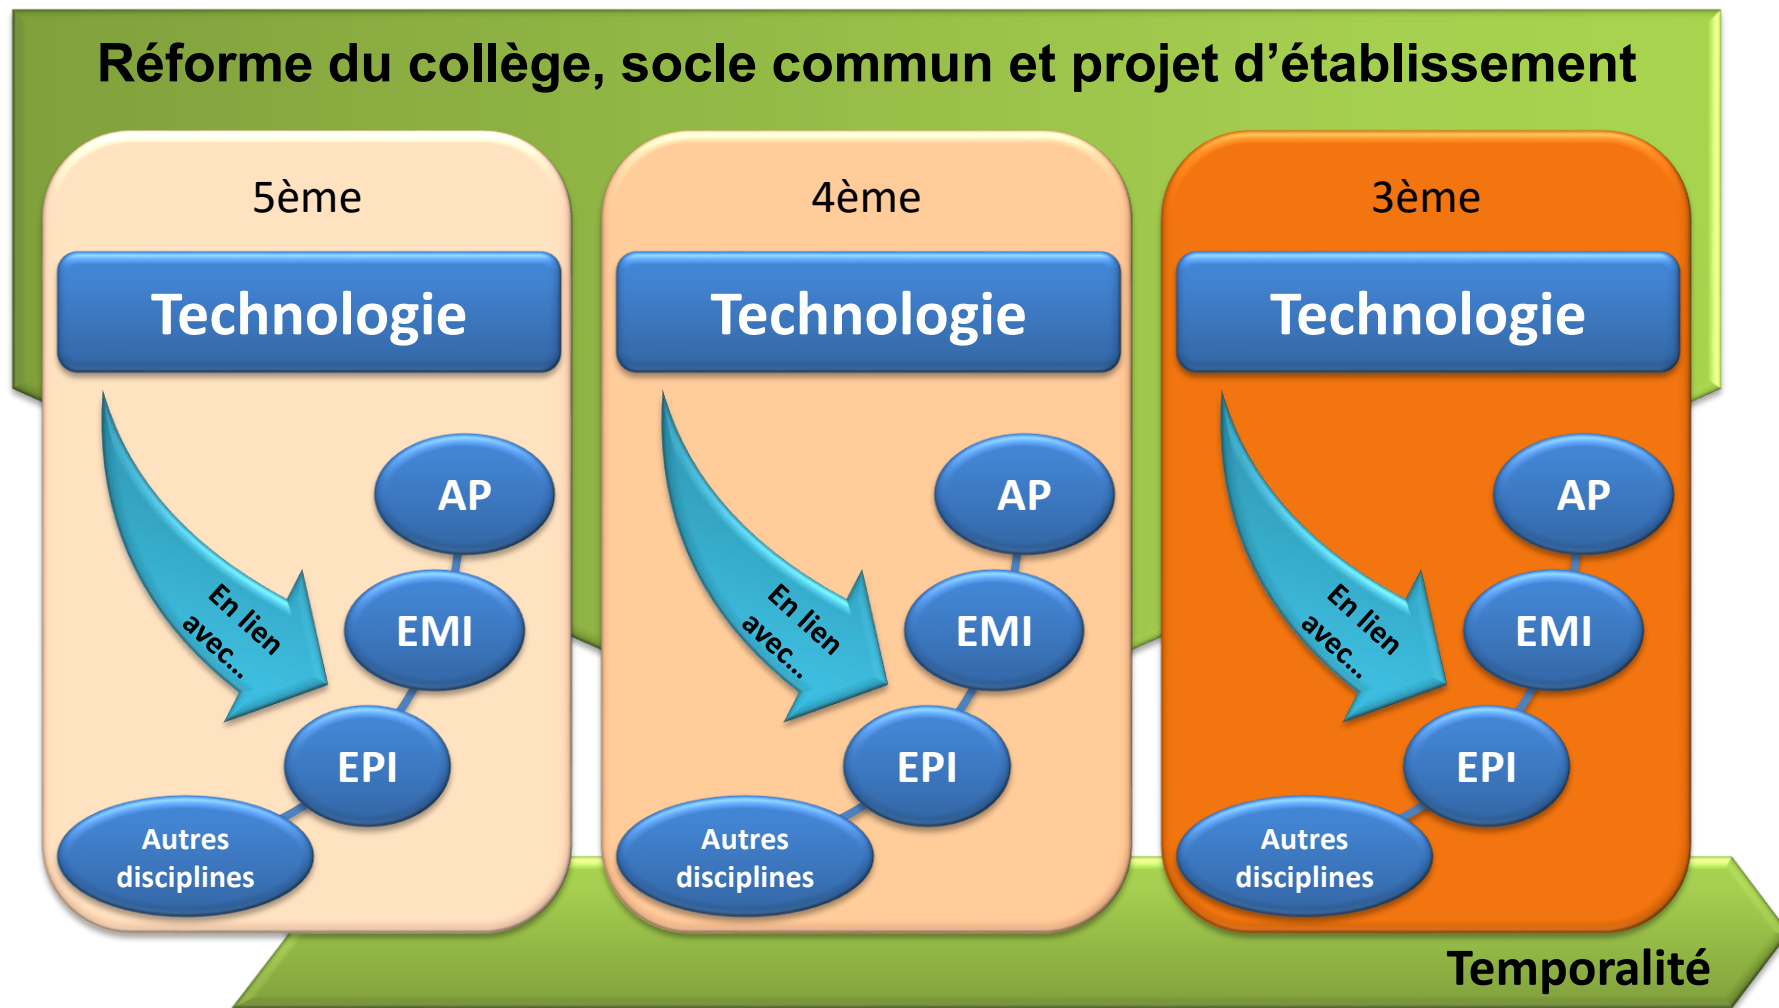 Réforme du collège, socle commun et projet d’établissement
5ème
Technologie
AP
En lien
avec...
EMI
EPI
Autres
disciplines
4ème
Technologie
AP
En lien
avec...
EMI
EPI
Autres
disciplines
3ème
Technologie
AP
En lien
avec...
EMI
EPI
Autres
disciplines
Temporalité